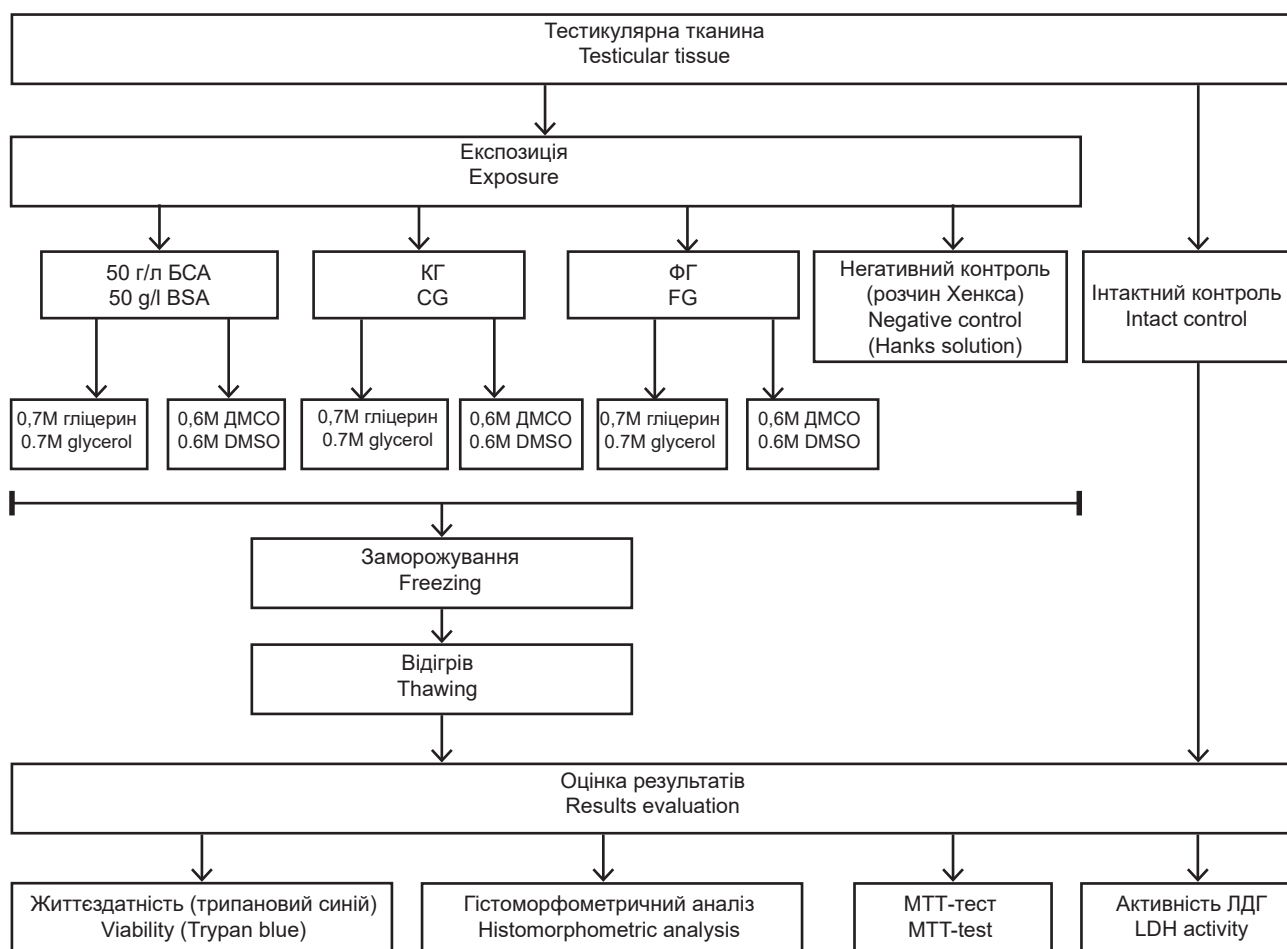 Тестикулярна тканина
Testicular tissue
Експозиція
Exposure
50 г/л БСА
50 g/l BSA
КГ
CG
ФГ
FG
Негативний контроль
(розчин Хенкса)
Negative control
(Hanks solution)
Інтактний контроль
Intact control
0,7М гліцерин
0.7M glycerol
0,6М ДМСО
0.6M DMSO
0,7М гліцерин
0.7M glycerol
0,6М ДМСО
0.6M DMSO
0,7М гліцерин
0.7M glycerol
0,6М ДМСО
0.6M DMSO
Заморожування
Freezing
Відігрів
Thawing
Оцінка результатів
Results evaluation
Життєздатність (трипановий синій)
Viability (Trypan blue)
Гістоморфометричний аналіз
Histomorphometric analysis
МТТ-тест
MTT-test
Активність ЛДГ
LDH activity